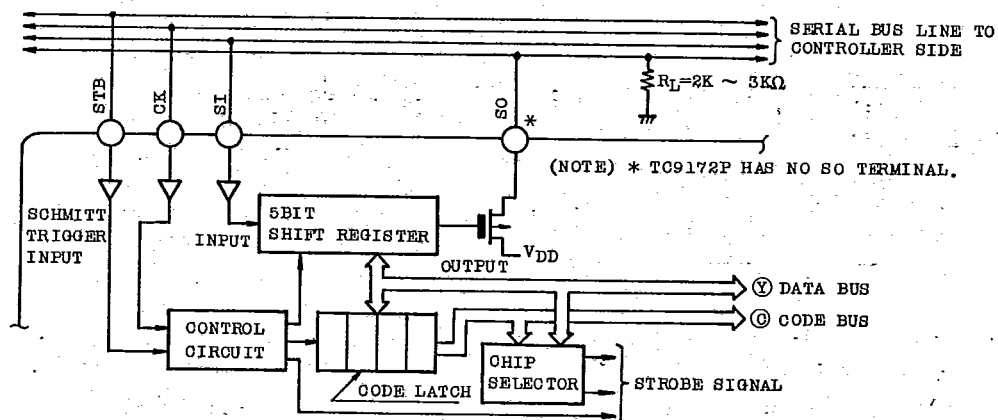 SERIAL BUS LINE TO
CONTROLLER SIDE
RL=2K ~ 3KΩ
STB
CK
SI
SO
*
(NOTE) * TC9172P HAS NO SO TERMINAL.
SCHMITT
TRIGGER
INPUT
INPUT
5BIT
SHIFT REGISTER
OUTPUT
VDD
Ⓨ DATA BUS
Ⓒ CODE BUS
CONTROL
CIRCUIT
CODE LATCH
CHIP
SELECTOR
STROBE SIGNAL